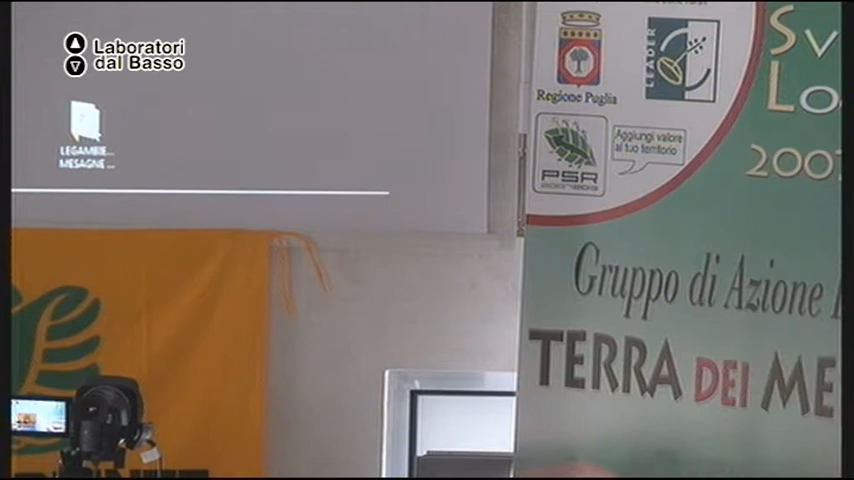 Laboratori
dal Basso
LEGAMBIE...
MESAGNE ...
Regione Puglia
LEADER
Aggiungi valore
al tuo territorio
PSR
Sv
Lo
Gruppo di Azione
TERRA DEI ME